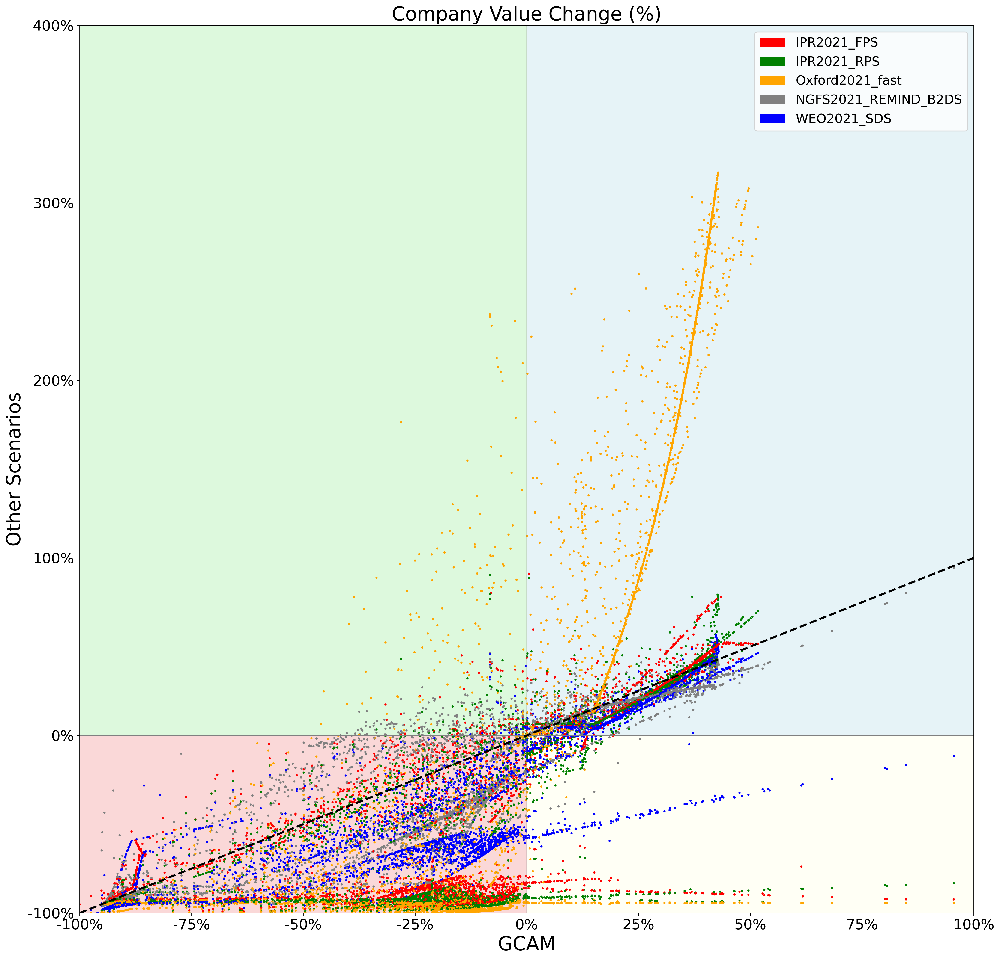 Company Value Change (%)
400%
300%
200%
100%
0%
-100%
Other Scenarios
IPR2021_FPS
IPR2021_RPS
Oxford2021_fast
NGFS2021_REMIND_B2DS
WEO2021_SDS
-100%
-75%
-50%
-25%
0%
25%
50%
75%
100%
GCAM